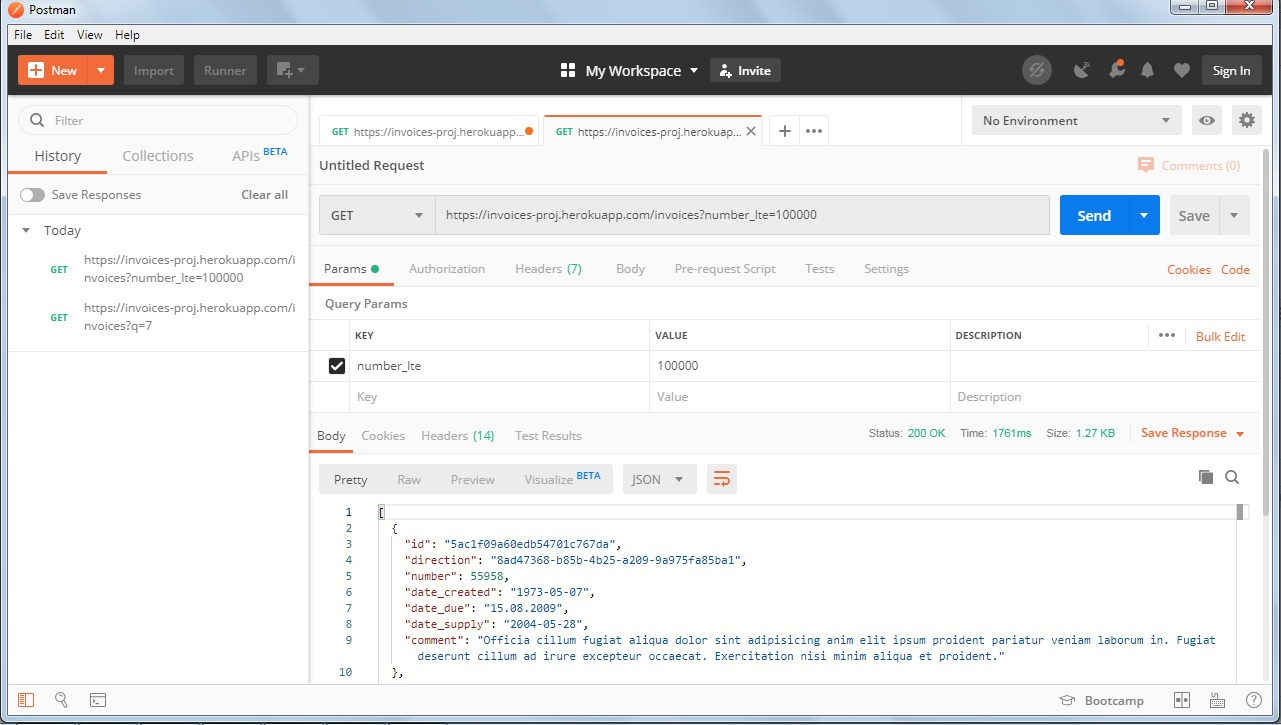 Postman
File Edit View Help
New Import Runner My Workspace Invite Sign In
Filter
History Collections APIs BETA
Save Responses Clear all
Today
GET https://invoices-proj.herokuapp.com/i
nvoices?number_lte=100000
GET https://invoices-proj.herokuapp.com/i
nvoices?q=7
GET https://invoices-proj.herokuapp... GET https://invoices-proj.herokuap... No Environment
Untitled Request Comments (0)
GET https://invoices-proj.herokuapp.com/invoices?number_lte=100000 Send Save
Params Authorization Headers (7) Body Pre-request Script Tests Settings Cookies Code
Query Params
KEY VALUE DESCRIPTION Bulk Edit
number_lte 100000
Key Value Description
Body Cookies Headers (14) Test Results Status: 200 OK Time: 1761ms Size: 1.27 KB Save Response
Pretty Raw Preview Visualize BETA JSON
1 [
2 {
3 "id": "5ac1f09a60edb54701c767da",
4 "direction": "8ad47368-b85b-4b25-a209-9a975fa85ba1",
5 "number": 55958,
6 "date_created": "1973-05-07",
7 "date_due": "15.08.2009",
8 "date_supply": "2004-05-28",
9 "comment": "Officia cillum fugiat aliqua dolor sint adipisicing anim elit ipsum proident pariatur veniam laborum in. Fugiat
deserunt cillum ad irure excepteur occaecat. Exercitation nisi minim aliqua et proident."
10 },
Bootcamp